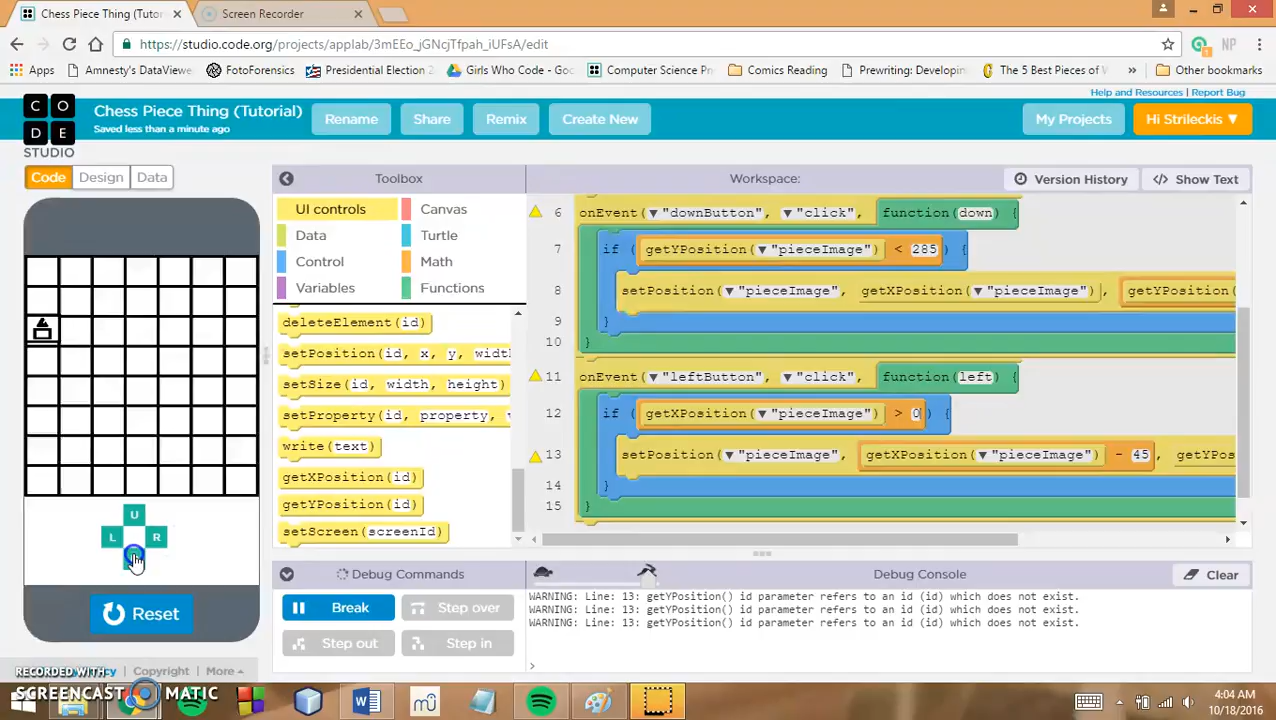 Chess Piece Thing (Tutor
Screen Recorder
https://studio.code.org/projects/applab/3mEEo_jGNcjTfpah_iUFsA/edit
Apps Amnesty's DataViewe FotoForensics Presidential Election Girls Who Code - Goo Computer Science Pr Comics Reading Prewriting: Developin The 5 Best Pieces of W » Other bookmarks
Help and Resources | Report Bug
C O
D E
STUDIO
Chess Piece Thing (Tutorial)
Saved less than a minute ago
Rename Share Remix Create New My Projects Hi Strileckis ▼
Code Design Data
Toolbox
Workspace:
Version History
</> Show Text
UI controls Canvas
Data Turtle
Control Math
Variables Functions
deleteElement(id)
setPosition(id, x, y, width
setSize(id, width, height)
setProperty(id, property, v
write(text)
getXPosition(id)
getYPosition(id)
setScreen(screenId)
6 onEvent(▼"downButton", ▼"click", function(down) {
7 if (getYPosition(▼"pieceImage") < 285) {
8 setPosition(▼"pieceImage", getXPosition(▼"pieceImage"), getYPosition(
9 }
10 }
11 onEvent(▼"leftButton", ▼"click", function(left) {
12 if (getXPosition(▼"pieceImage") > 0) {
13 setPosition(▼"pieceImage", getXPosition(▼"pieceImage") - 45, getYPos
14 }
15 }
U
L R
Reset
Debug Commands
Debug Console
Clear
Break Step over
Step out Step in
WARNING: Line: 13: getYPosition() id parameter refers to an id (id) which does not exist.
WARNING: Line: 13: getYPosition() id parameter refers to an id (id) which does not exist.
WARNING: Line: 13: getYPosition() id parameter refers to an id (id) which does not exist.
>
Copyright | More
RECORDED WITH
SCREENCAST MATIC
4:04 AM
10/18/2016